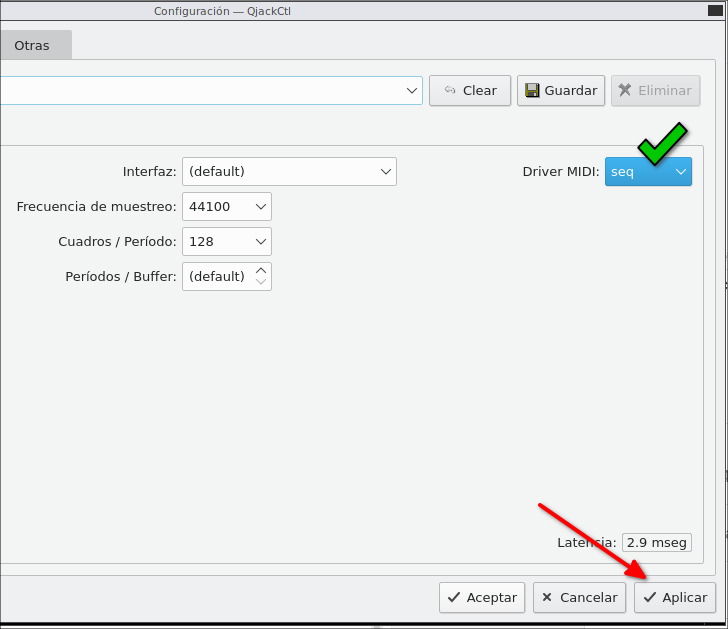 Configuración — QjackCtl
Otras
Clear Guardar Eliminar
Interfaz: (default) Driver MIDI: seq
Frecuencia de muestreo: 44100
Cuadros / Período: 128
Períodos / Buffer: (default)
Latencia: 2.9 mseg
Aceptar Cancelar Aplicar